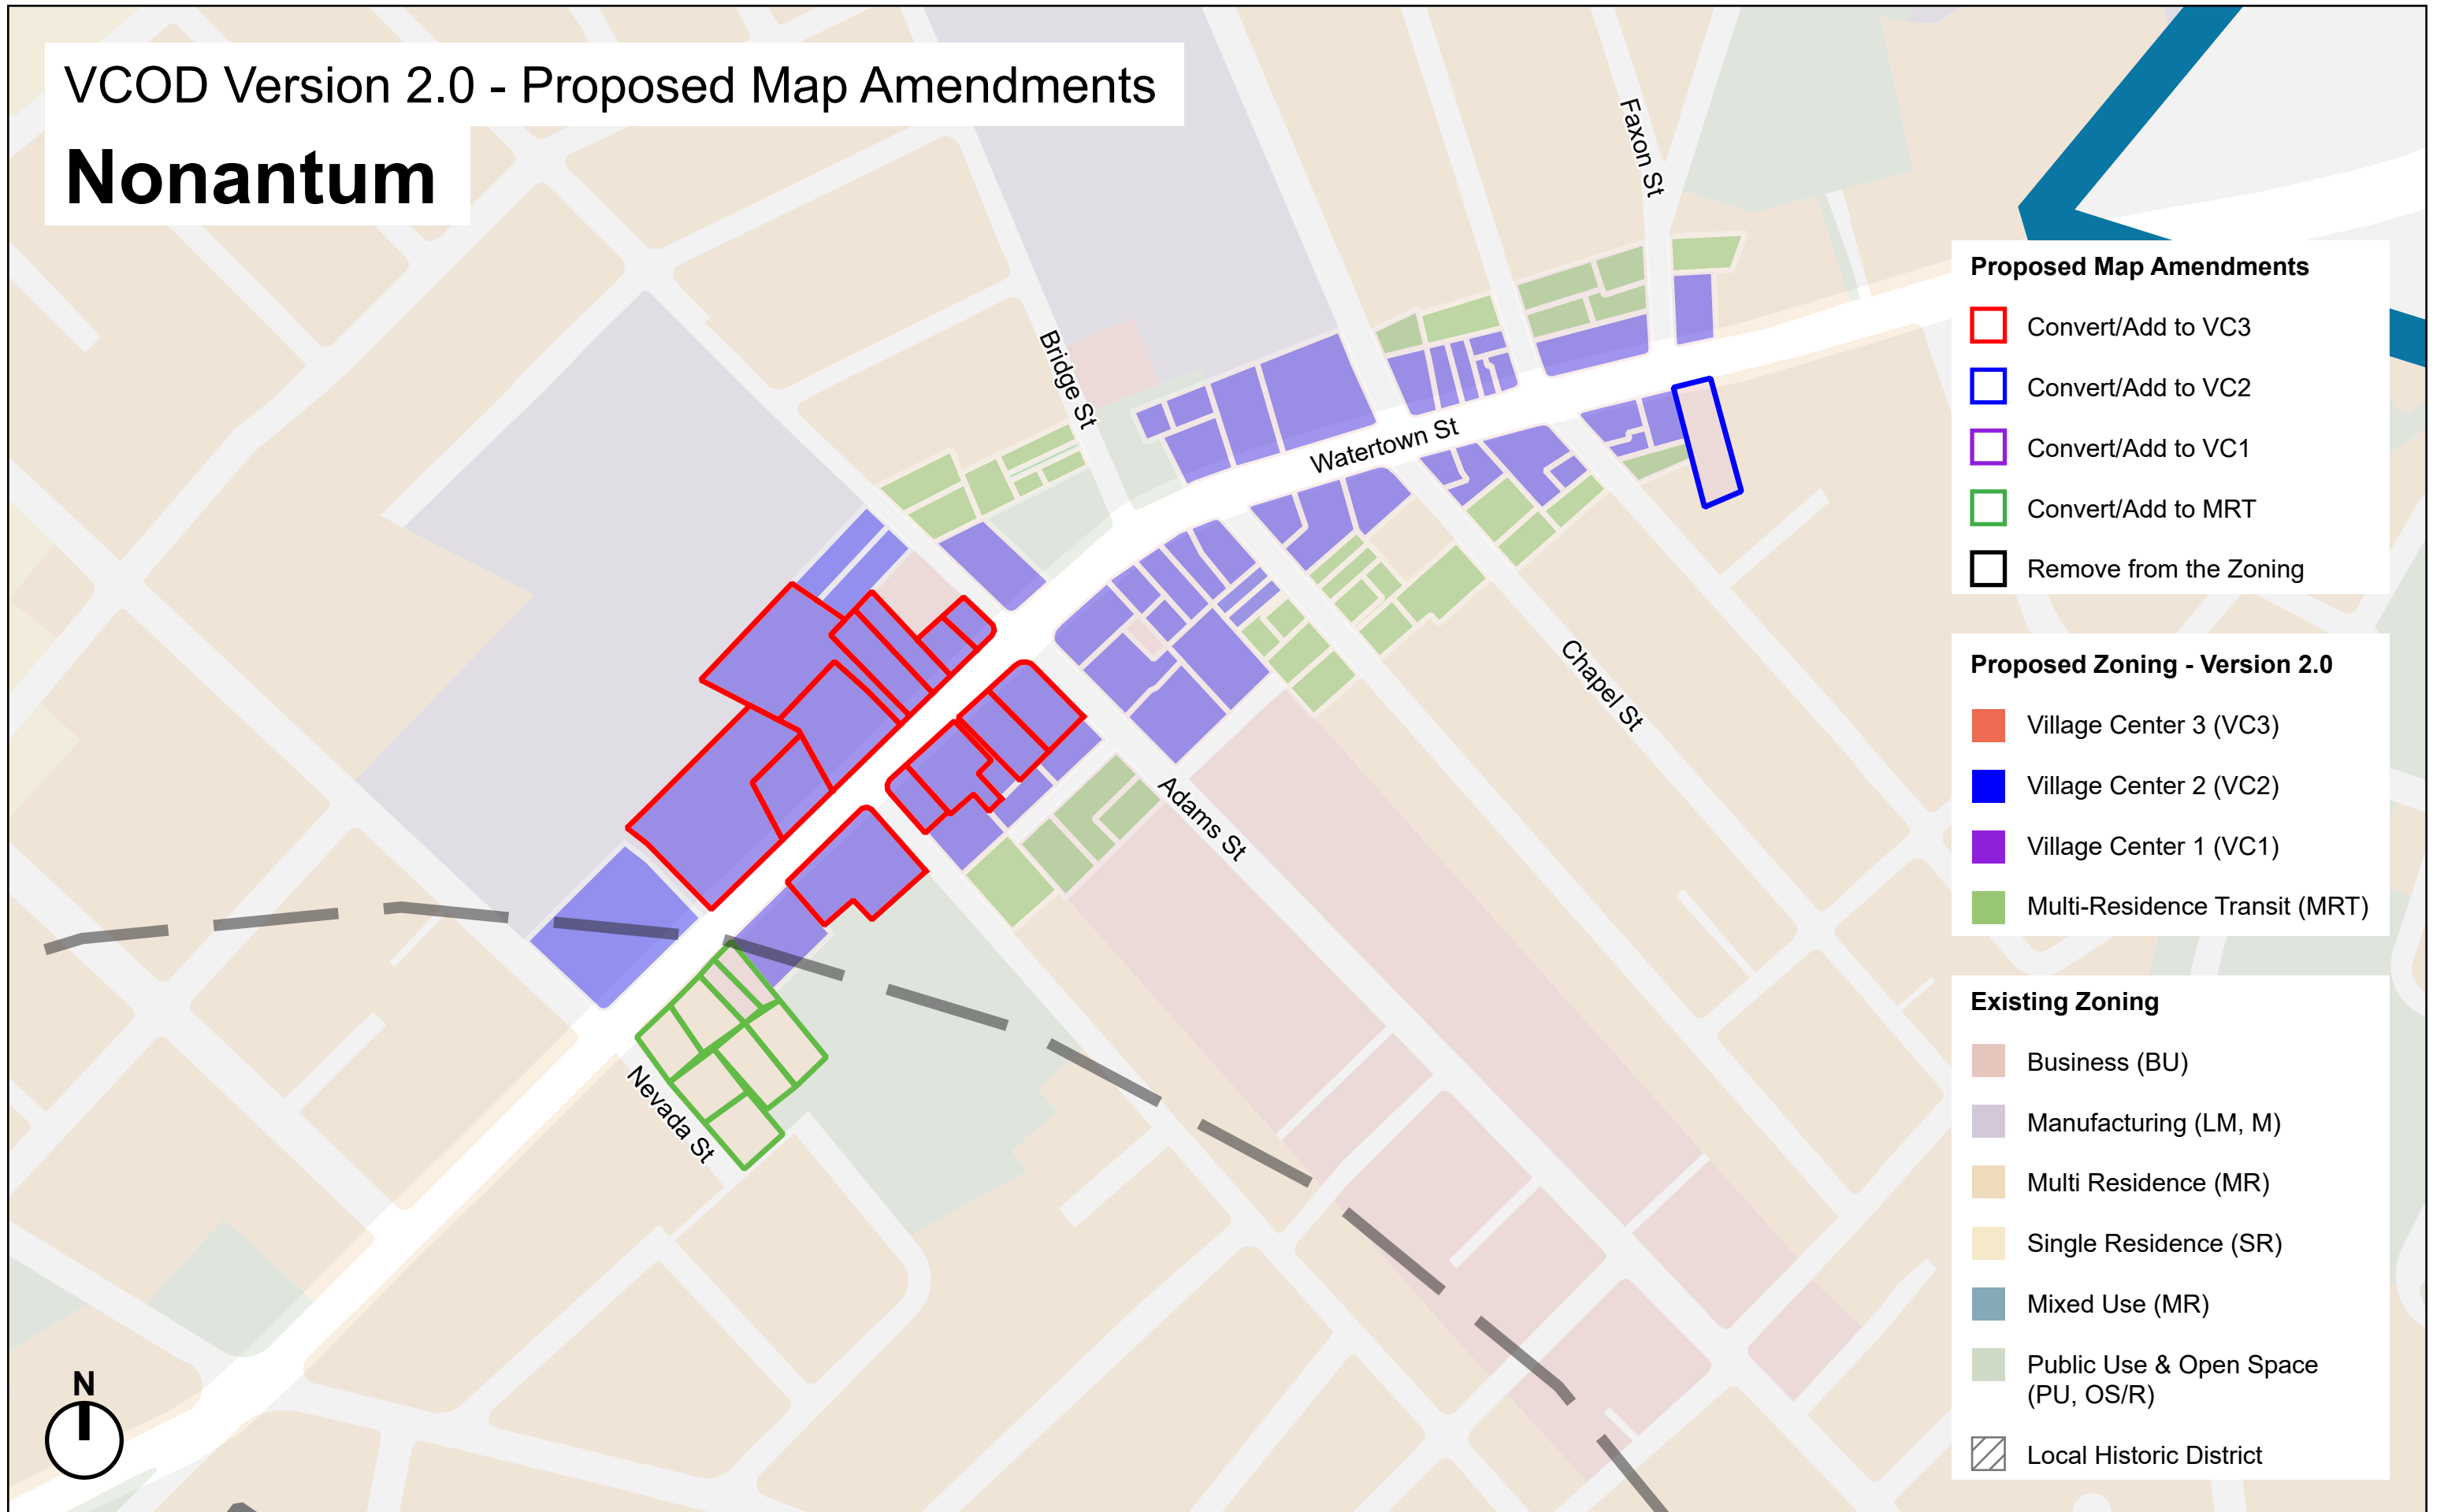 VCOD Version 2.0 - Proposed Map Amendments
Nonantum
Faxon St
Bridge St
Watertown St
Chapel St
Adams St
Nevada St
N
Proposed Map Amendments
Convert/Add to VC3
Convert/Add to VC2
Convert/Add to VC1
Convert/Add to MRT
Remove from the Zoning
Proposed Zoning - Version 2.0
Village Center 3 (VC3)
Village Center 2 (VC2)
Village Center 1 (VC1)
Multi-Residence Transit (MRT)
Existing Zoning
Business (BU)
Manufacturing (LM, M)
Multi Residence (MR)
Single Residence (SR)
Mixed Use (MR)
Public Use & Open Space
(PU, OS/R)
Local Historic District